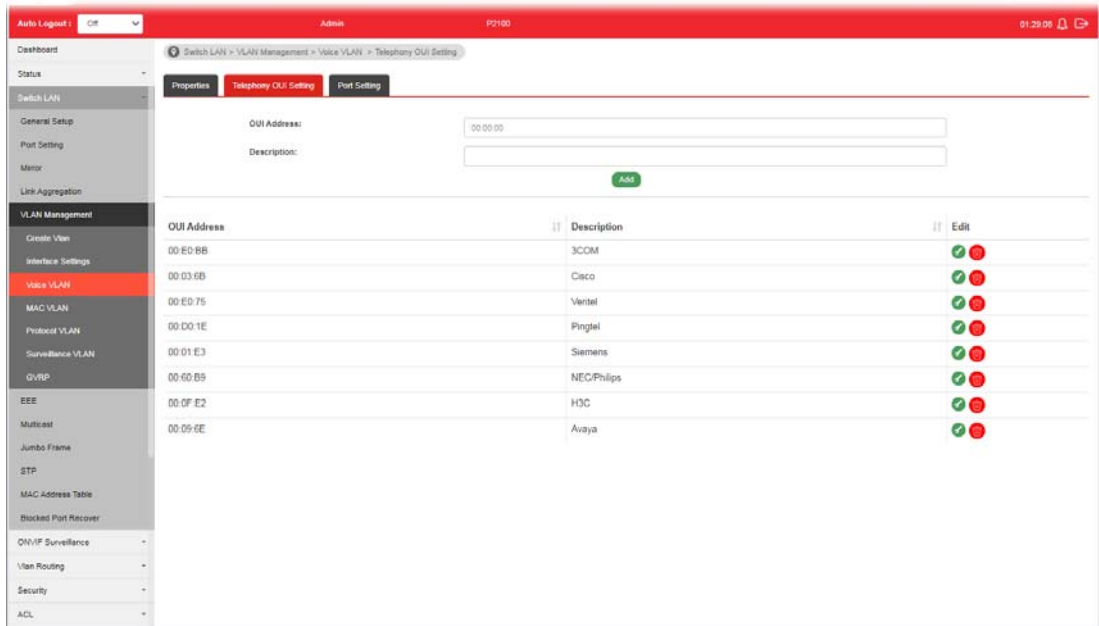 Auto Logout : Off Admin P2100 01:29:06
Dashboard
Status
Switch LAN
General Setup
Port Setting
Mirror
Link Aggregation
VLAN Management
Create Vlan
Interface Settings
Voice VLAN
MAC VLAN
Protocol VLAN
Surveillance VLAN
GVRP
EEE
Multicast
Jumbo Frame
STP
MAC Address Table
Blocked Port Recover
ONVIF Surveillance
Vlan Routing
Security
ACL
Switch LAN > VLAN Management > Voice VLAN > Telephony OUI Setting
Properties Telephony OUI Setting Port Setting
OUI Address: 00:00:00
Description:
Add
OUI Address Description Edit
00:E0:BB 3COM
00:03:6B Cisco
00:E0:75 Veritel
00:D0:1E Pingtel
00:01:E3 Siemens
00:60:B9 NEC/Philips
00:0F:E2 H3C
00:09:6E Avaya